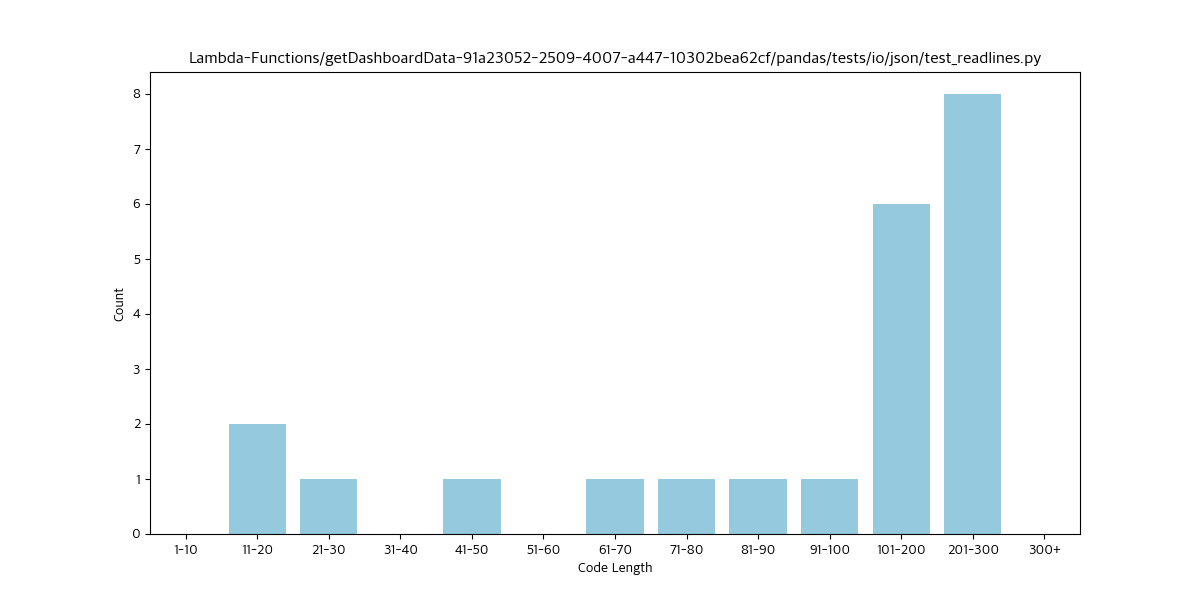 Lambda-Functions/getDashboardData-91a23052-2509-4007-a447-10302bea62cf/pandas/tests/io/json/test_readlines.py
8
7
6
5
4
3
2
1
0
Count
1-10 11-20 21-30 31-40 41-50 51-60 61-70 71-80 81-90 91-100 101-200 201-300 300+
Code Length